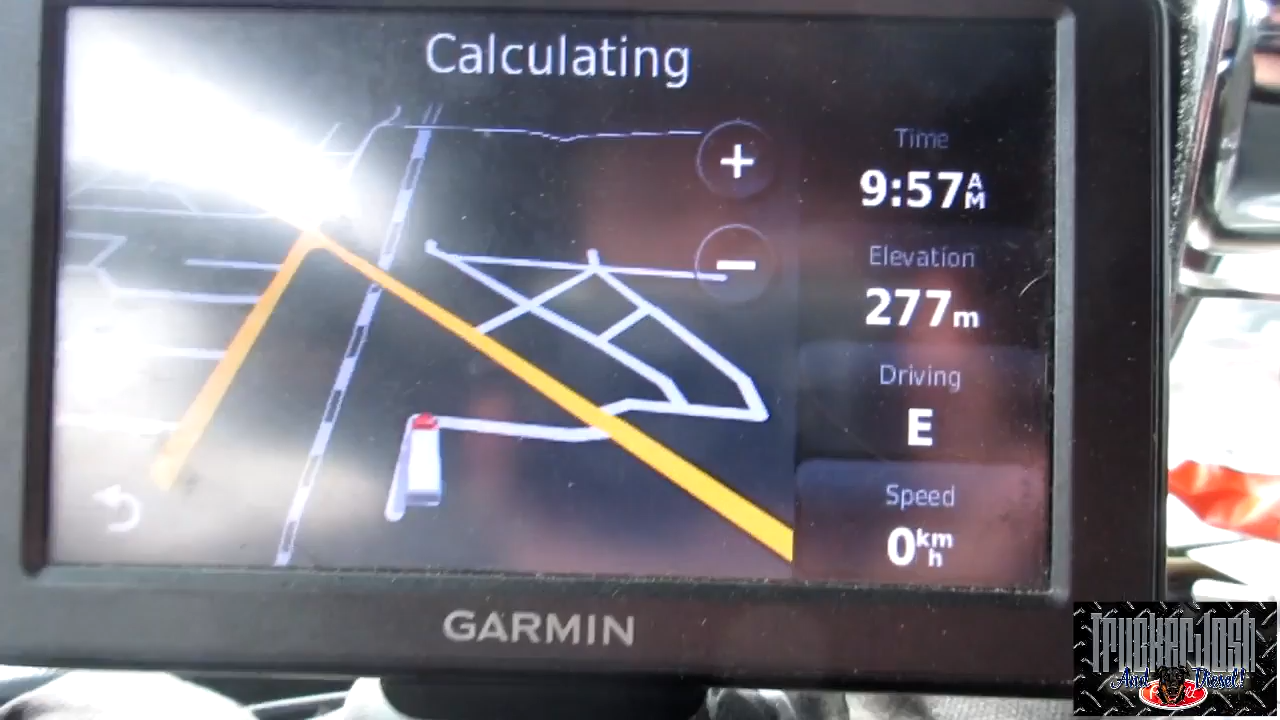 Calculating
+
−
Time
9:57AM
Elevation
277m
Driving
E
Speed
0km/h
GARMIN
TruckerJosh
And Diesel!